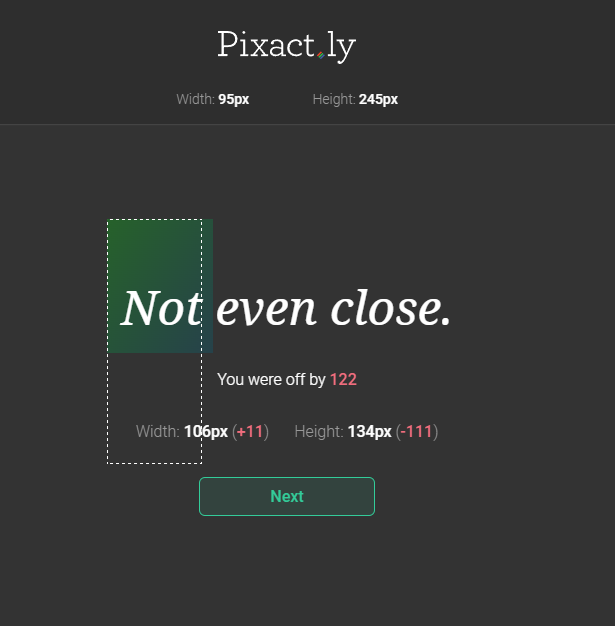 Pixact.ly
Width: 95px Height: 245px
Not even close.
You were off by 122
Width: 106px (+11) Height: 134px (-111)
Next